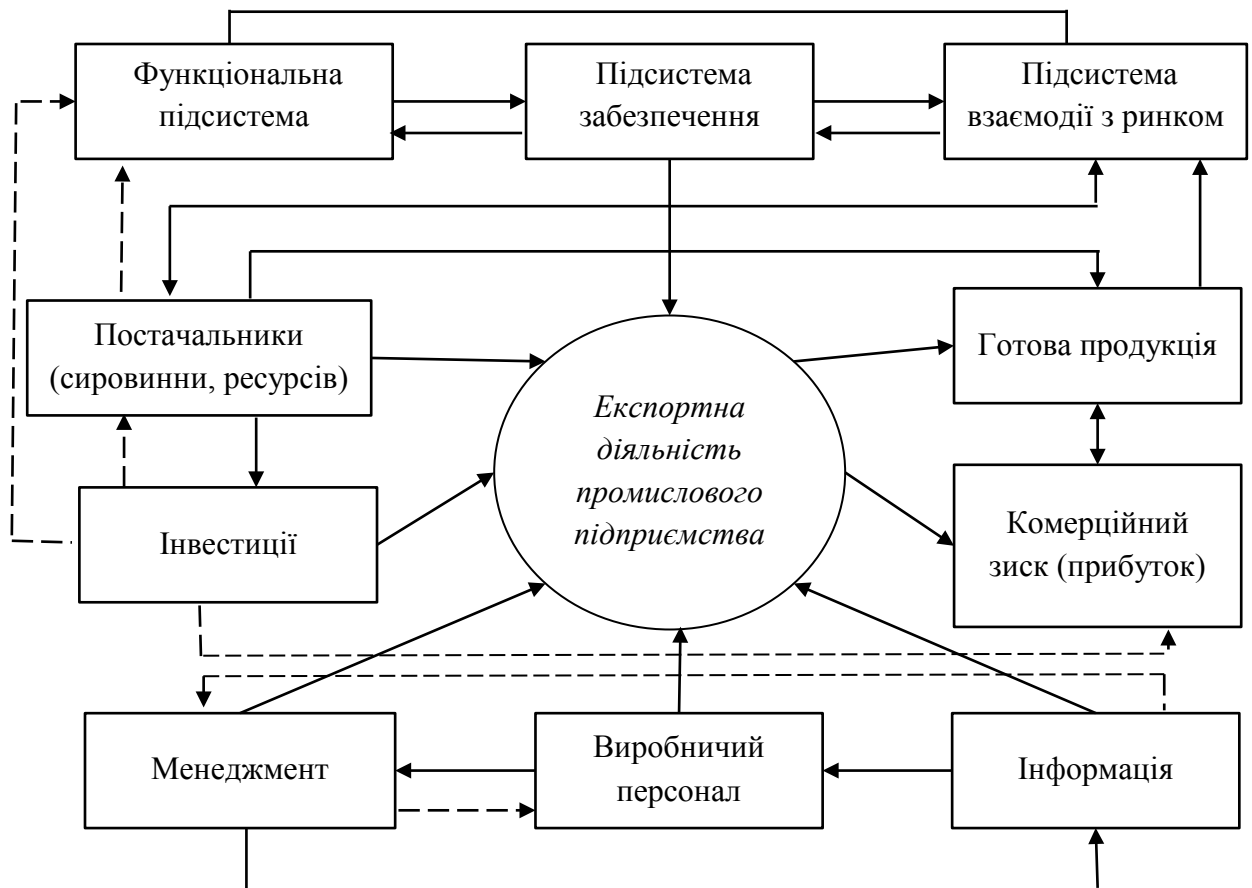 Функціональна
підсистема
Підсистема
забезпечення
Підсистема
взаємодії з ринком
Постачальники
(сировинни, ресурсів)
Готова продукція
Експортна
діяльність
промислового
підприємства
Інвестиції
Комерційний
зиск (прибуток)
Менеджмент
Виробничий
персонал
Інформація